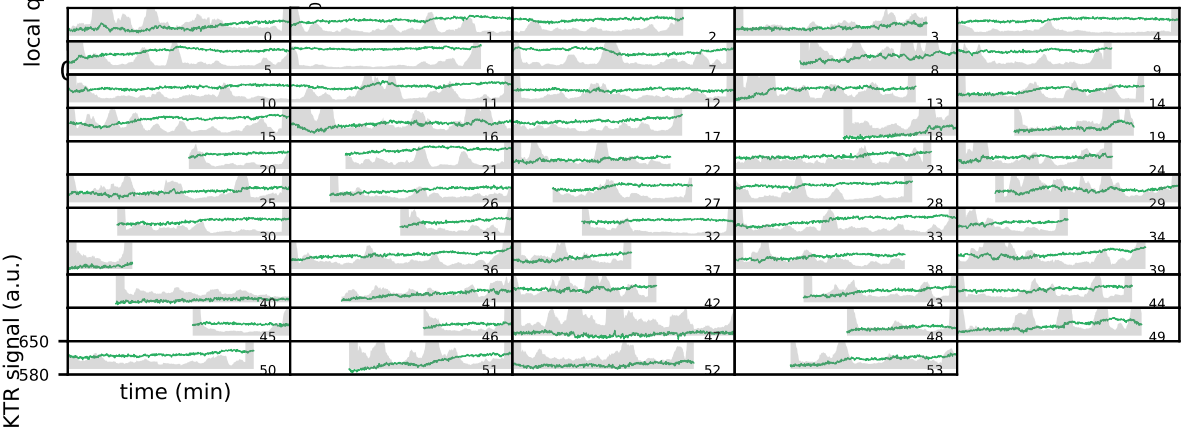 local q
0
0 1 2 3 4
5 6 7 8 9
10 11 12 13 14
15 16 17 18 19
20 21 22 23 24
25 26 27 28 29
30 31 32 33 34
35 36 37 38 39
40 41 42 43 44
45 46 47 48 49
50 51 52 53
650
580
KTR signal (a.u.)
time (min)